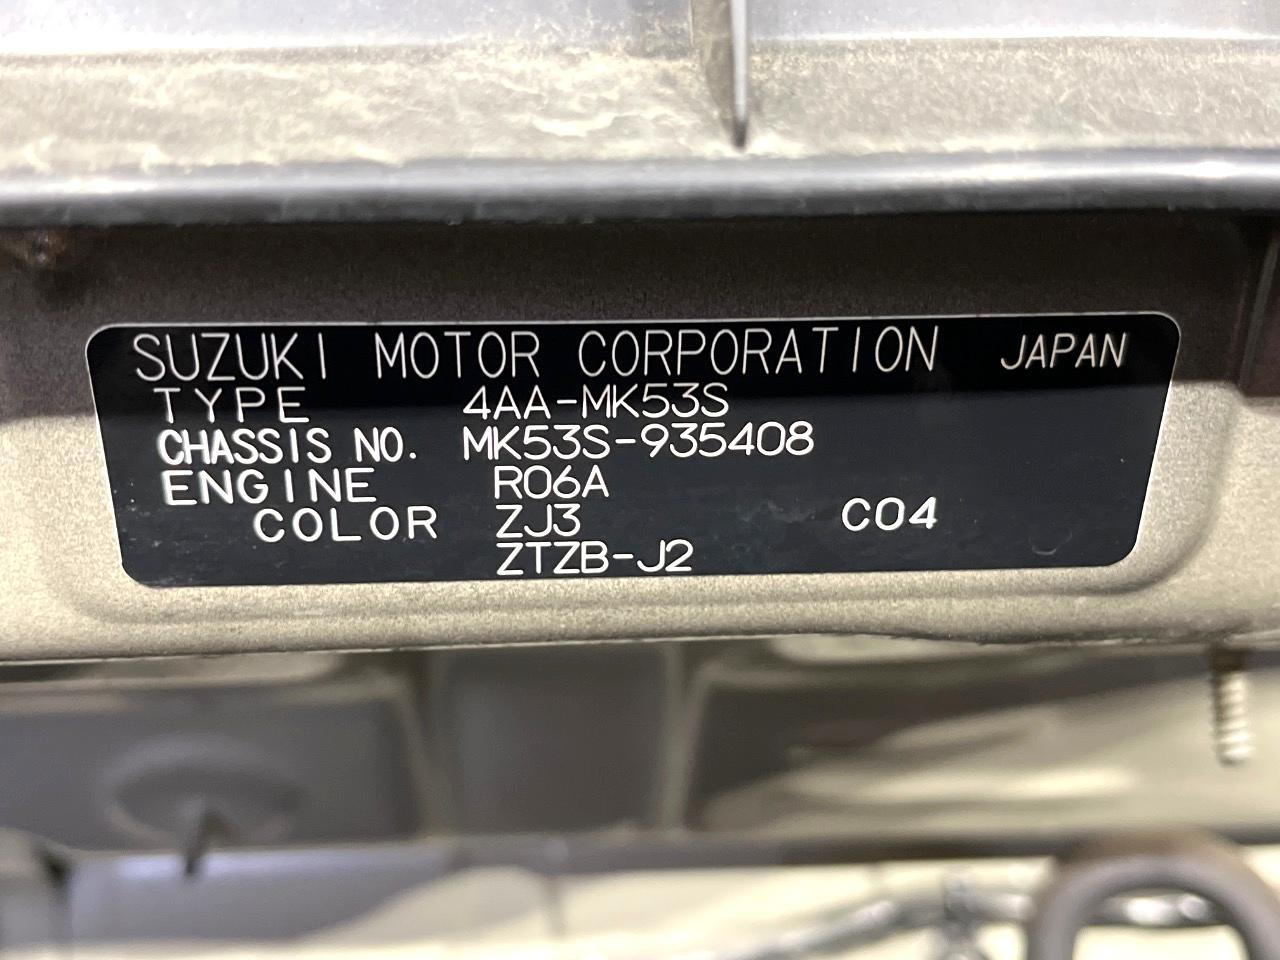 SUZUKI MOTOR CORPORATION JAPAN
TYPE 4AA-MK53S
CHASSIS NO. MK53S-935408
ENGINE R06A
COLOR ZJ3 C04
ZTZB-J2